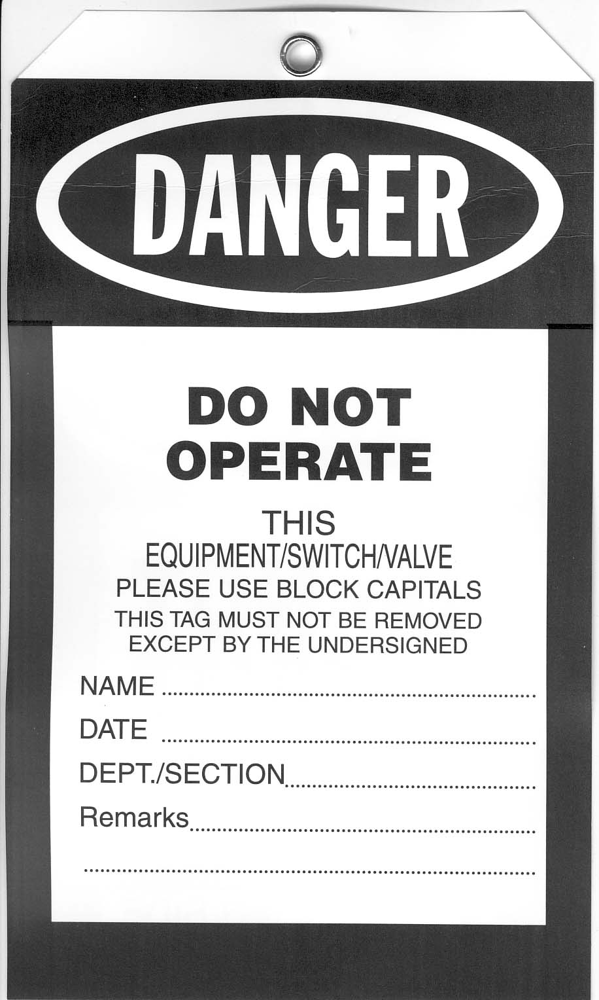 DANGER
DO NOT
OPERATE
THIS
EQUIPMENT/SWITCH/VALVE
PLEASE USE BLOCK CAPITALS
THIS TAG MUST NOT BE REMOVED
EXCEPT BY THE UNDERSIGNED
NAME
DATE
DEPT./SECTION
Remarks